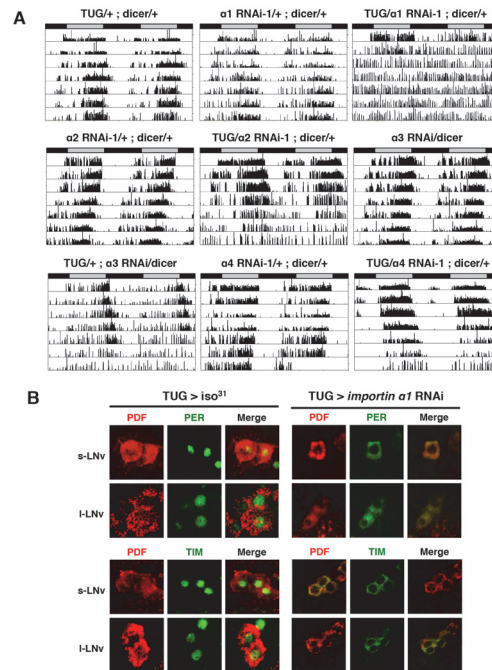 A
TUG/+ ; dicer/+
α1 RNAi-1/+ ; dicer/+
TUG/α1 RNAi-1 ; dicer/+
α2 RNAi-1/+ ; dicer/+
TUG/α2 RNAi-1 ; dicer/+
α3 RNAi/dicer
TUG/+ ; α3 RNAi/dicer
α4 RNAi-1/+ ; dicer/+
TUG/α4 RNAi-1 ; dicer/+
B
TUG > iso³¹
TUG > importin α1 RNAi
PDF PER Merge PDF PER Merge
s-LNv
l-LNv
PDF TIM Merge PDF TIM Merge
s-LNv
l-LNv